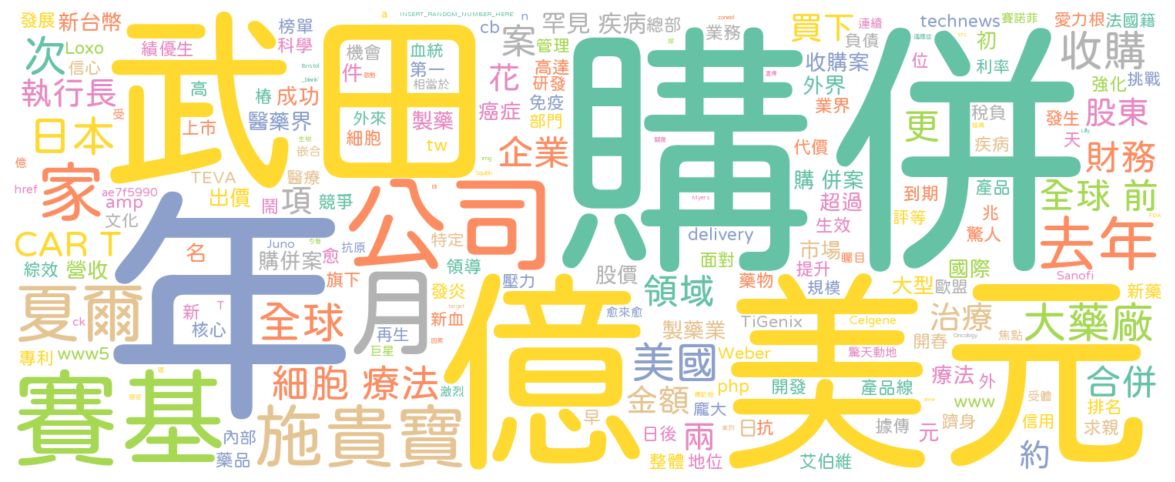 武田
購併
年
億
美元
公司
月
賽基
施貴寶
夏爾
家
日本
次
執行長
發展
新台幣
Loxo
信心
績優生
榜單
科學
高
椿
成功
上市
醫藥界
機會
件
血統
第一
相當於
外來
細胞
製藥
cb
a
INSERT_RANDOM_NUMBER_HERE
n
案
罕見 疾病
總部
管理
花
高達
研發
癌症
免疫
部門
tw
企業
業務
買下
負債
連續
收購案
外界
業界
代價
購 併案
超過
生效
technews
賽諾菲
初
位
利率
愛力根
法國籍
收購
強化
挑戰
更
稅負
疾病
股東
發生
天
財務
到期
產品
全球 前
評等
兆
驚人
去年
href
ae7f5990
amp
文化
TEVA
出價
醫療
嵌合
鬧
項
競爭
CAR T
名
Juno
購併案
愈
抗原
特定
領導
綜效
營收
旗下
壓力
發炎
delivery
股價
面對
市場
提升
矚目
領域
藥物
規模
大型
歐盟
國際
Sanofi
新藥
ck
新
T
核心
全球
再生
新血
巨星
愈來愈
製藥業
TiGenix
Celgene
驚天動地
治療
開春
焦點
Oncology
大藥廠
專利
www5
細胞 療法
激烈
美國
Weber
php
開發
產品線
療法
外
www
受體
合併
金額
龐大
早
內部
藥品
日後
兩
整體
地位
日抗
據傳
元
躋身
信用
排名
求親
艾伯維
約